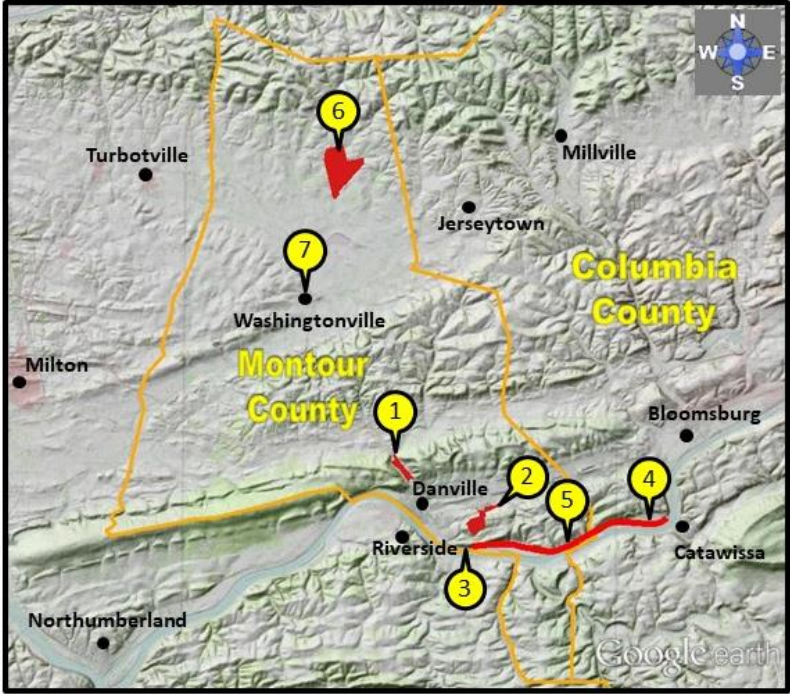 N
W E
S
6
Turbotville
Millville
Jerseytown
7
Columbia
County
Washingtonville
Montour
County
Milton
1
Bloomsburg
2
4
Danville
5
Riverside
Catawissa
3
Northumberland
Google earth